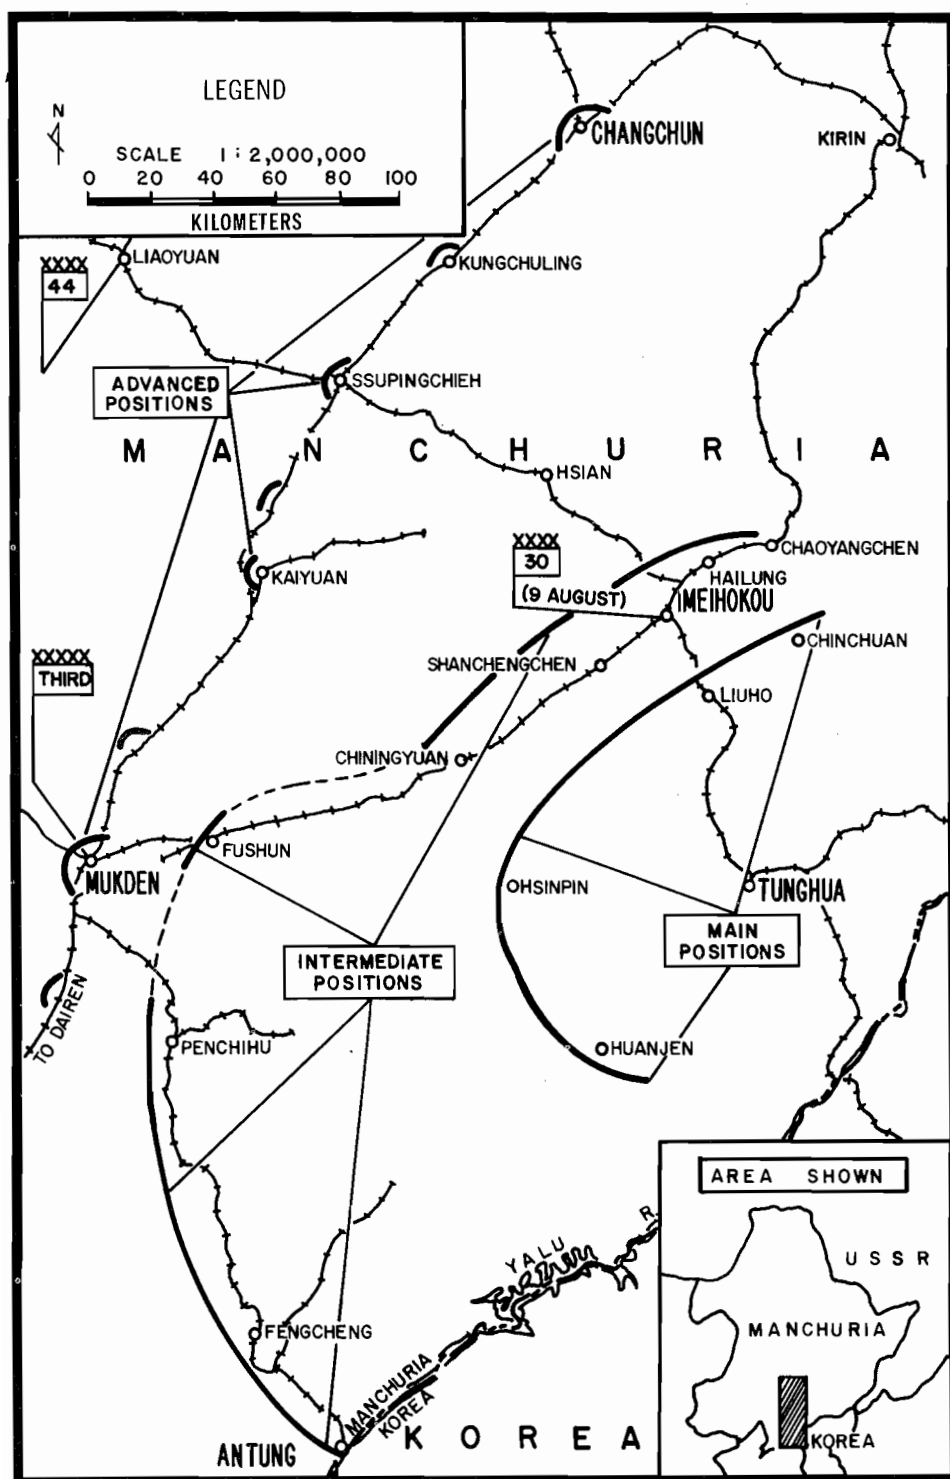 LEGEND
N
SCALE 1:2,000,000
0 20 40 60 80 100
KILOMETERS
CHANGCHUN
KIRIN
LIAOYUAN
KUNGCHULING
XXXX
44
SSUPINGCHIEH
ADVANCED
POSITIONS
MANCHURIA
HSIAN
XXXX
30
(9 AUGUST)
CHAOYANGCHEN
HAILUNG
KAIYUAN
IMEIHOKOU
CHINCHUAN
XXXXX
THIRD
SHANCHENGCHEN
LIUHO
CHININGYUAN
FUSHUN
MUKDEN
HSINPIN
TUNGHUA
MAIN
POSITIONS
INTERMEDIATE
POSITIONS
TO DAIREN
PENCHIHU
HUANJEN
AREA SHOWN
USSR
MANCHURIA
KOREA
YALU R.
FENGCHENG
MANCHURIA
KOREA
ANTUNG
KOREA